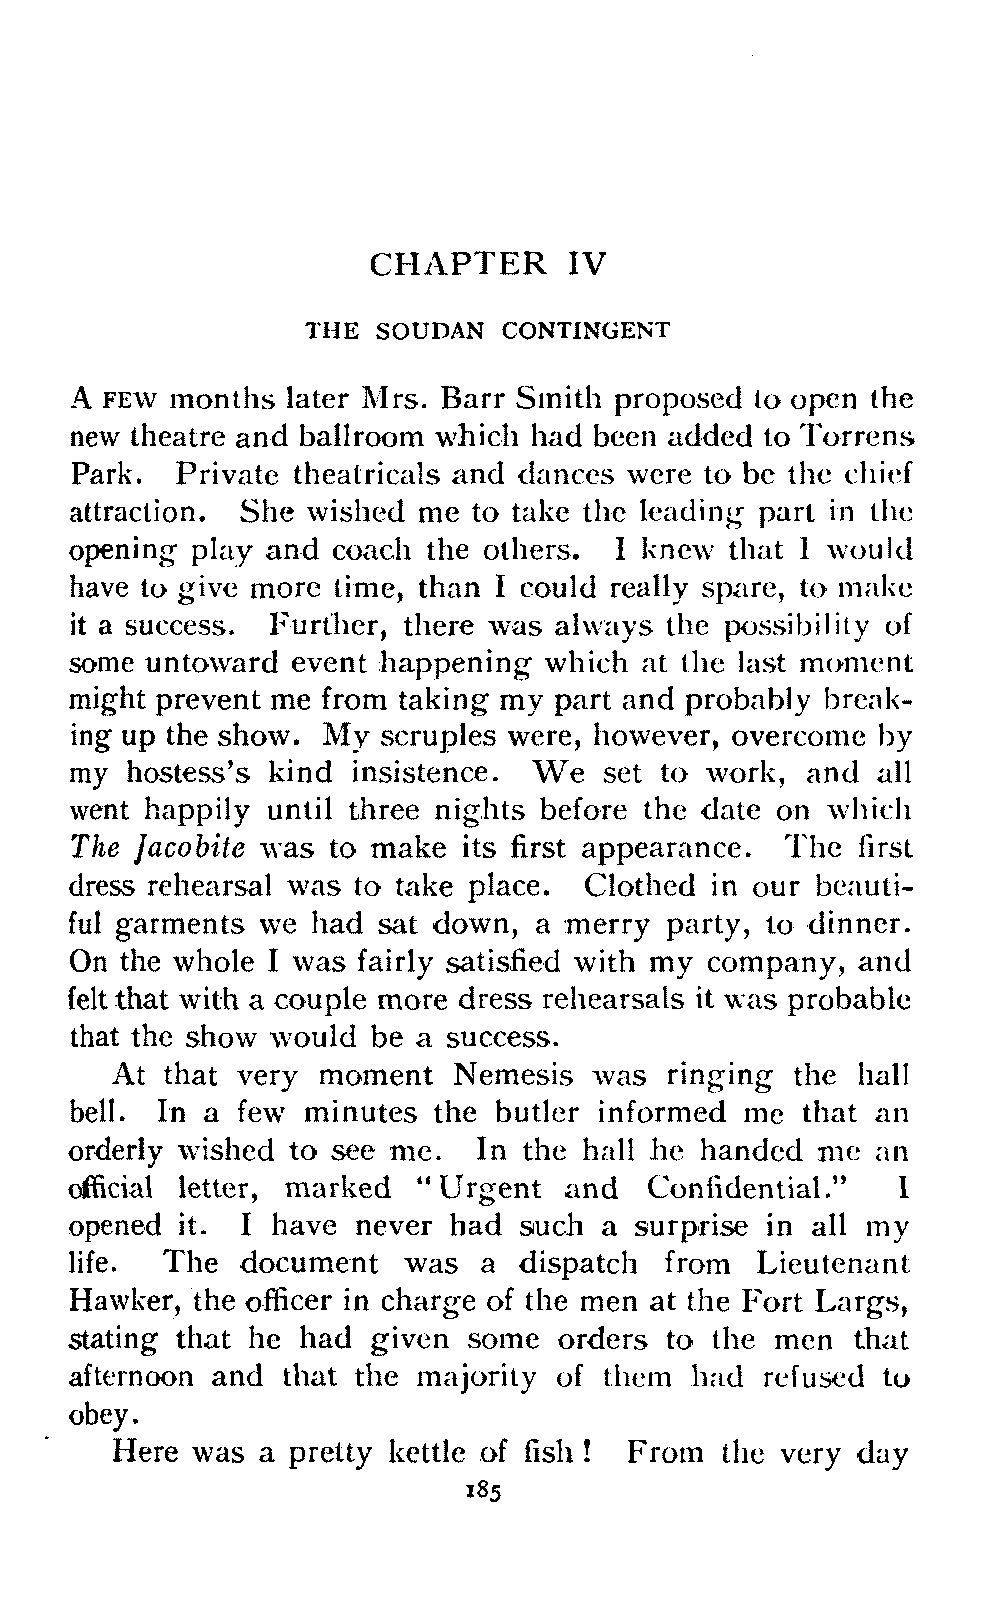 CHAPTER IV
THE SOUDAN CONTINGENT
A FEW months later Mrs. Barr Smith proposed to open the
new theatre and ballroom which had been added to Torrens
Park. Private theatricals and dances were to be the chief
attraction. She wished me to take the leading part in the
opening play and coach the others. I knew that I would
have to give more time, than I could really spare, to make
it a success. Further, there was always the possibility of
some untoward event happening which at the last moment
might prevent me from taking my part and probably break-
ing up the show. My scruples were, however, overcome by
my hostess's kind insistence. We set to work, and all
went happily until three nights before the date on which
The Jacobite was to make its first appearance. The first
dress rehearsal was to take place. Clothed in our beauti-
ful garments we had sat down, a merry party, to dinner.
On the whole I was fairly satisfied with my company, and
felt that with a couple more dress rehearsals it was probable
that the show would be a success.
At that very moment Nemesis was ringing the hall
bell. In a few minutes the butler informed me that an
orderly wished to see me. In the hall he handed me an
official letter, marked "Urgent and Confidential." I
opened it. I have never had such a surprise in all my
life. The document was a dispatch from Lieutenant
Hawker, the officer in charge of the men at the Fort Largs,
stating that he had given some orders to the men that
afternoon and that the majority of them had refused to
obey.
Here was a pretty kettle of fish! From the very day
185